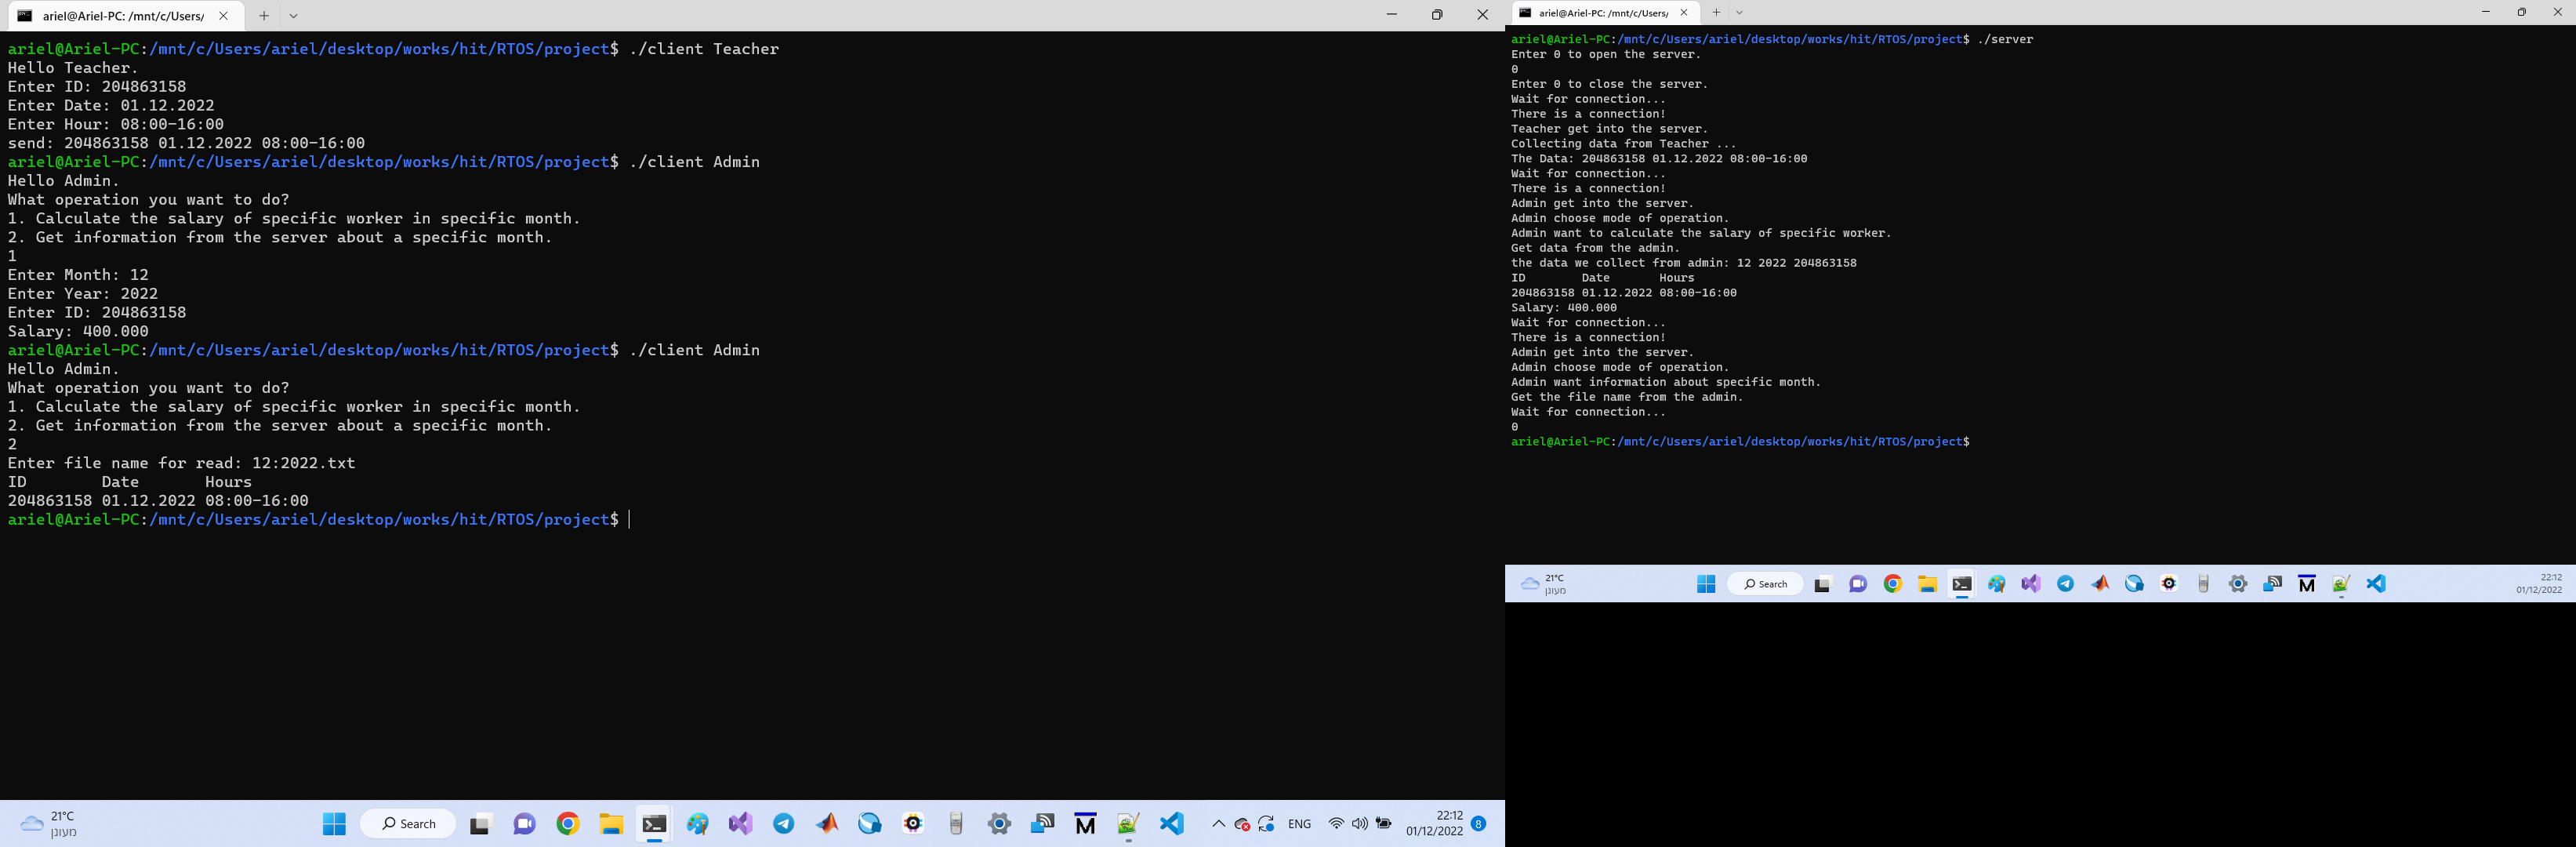 ariel@Ariel-PC: /mnt/c/Users/
ariel@Ariel-PC:/mnt/c/Users/ariel/desktop/works/hit/RTOS/project$ ./client Teacher
Hello Teacher.
Enter ID: 204863158
Enter Date: 01.12.2022
Enter Hour: 08:00-16:00
send: 204863158 01.12.2022 08:00-16:00
ariel@Ariel-PC:/mnt/c/Users/ariel/desktop/works/hit/RTOS/project$ ./client Admin
Hello Admin.
What operation you want to do?
1. Calculate the salary of specific worker in specific month.
2. Get information from the server about a specific month.
1
Enter Month: 12
Enter Year: 2022
Enter ID: 204863158
Salary: 400.000
ariel@Ariel-PC:/mnt/c/Users/ariel/desktop/works/hit/RTOS/project$ ./client Admin
Hello Admin.
What operation you want to do?
1. Calculate the salary of specific worker in specific month.
2. Get information from the server about a specific month.
2
Enter file name for read: 12:2022.txt
ID        Date       Hours
204863158 01.12.2022 08:00-16:00
ariel@Ariel-PC:/mnt/c/Users/ariel/desktop/works/hit/RTOS/project$
21°C
מעונן
Search
ENG
22:12
01/12/2022
8
ariel@Ariel-PC: /mnt/c/Users/
ariel@Ariel-PC:/mnt/c/Users/ariel/desktop/works/hit/RTOS/project$ ./server
Enter 0 to open the server.
0
Enter 0 to close the server.
Wait for connection...
There is a connection!
Teacher get into the server.
Collecting data from Teacher ...
The Data: 204863158 01.12.2022 08:00-16:00
Wait for connection...
There is a connection!
Admin get into the server.
Admin choose mode of operation.
Admin want to calculate the salary of specific worker.
Get data from the admin.
the data we collect from admin: 12 2022 204863158
ID        Date       Hours
204863158 01.12.2022 08:00-16:00
Salary: 400.000
Wait for connection...
There is a connection!
Admin get into the server.
Admin choose mode of operation.
Admin want information about specific month.
Get the file name from the admin.
Wait for connection...
0
ariel@Ariel-PC:/mnt/c/Users/ariel/desktop/works/hit/RTOS/project$
21°C
מעונן
Search
22:12
01/12/2022